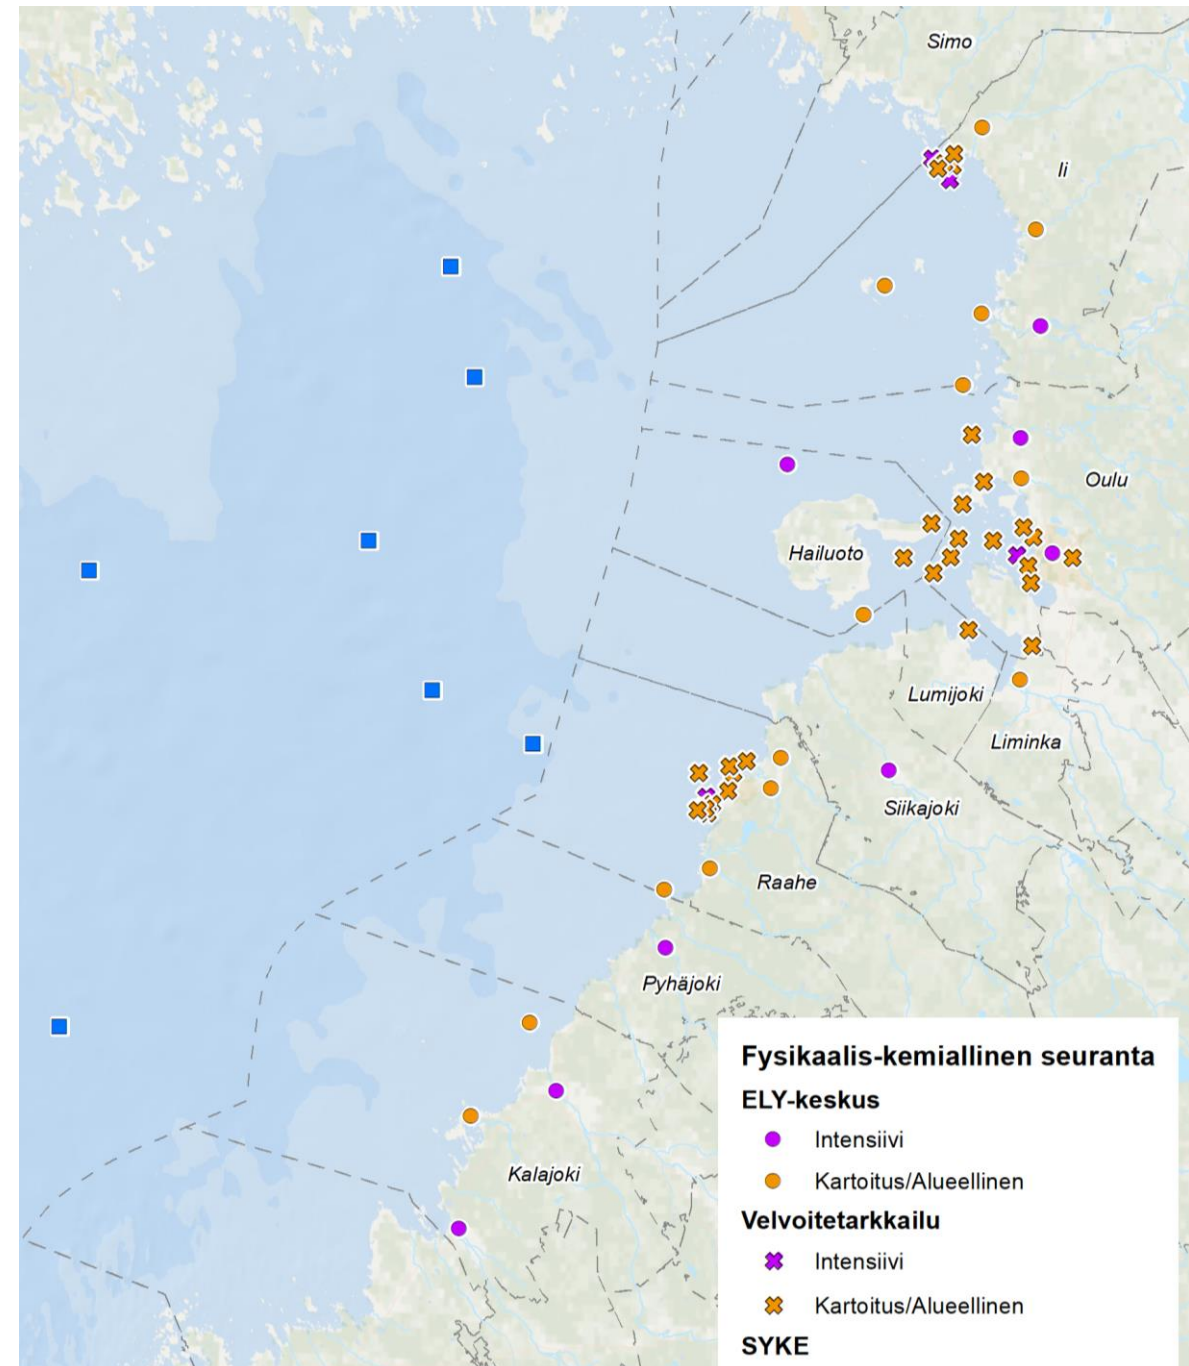 Simo
Ii
Oulu
Hailuoto
Lumijoki
Liminka
Siikajoki
Raahe
Pyhäjoki
Kalajoki
Fysikaalis-kemiallinen seuranta
ELY-keskus
Intensiivi
Kartoitus/Alueellinen
Velvoitetarkkailu
Intensiivi
Kartoitus/Alueellinen
SYKE